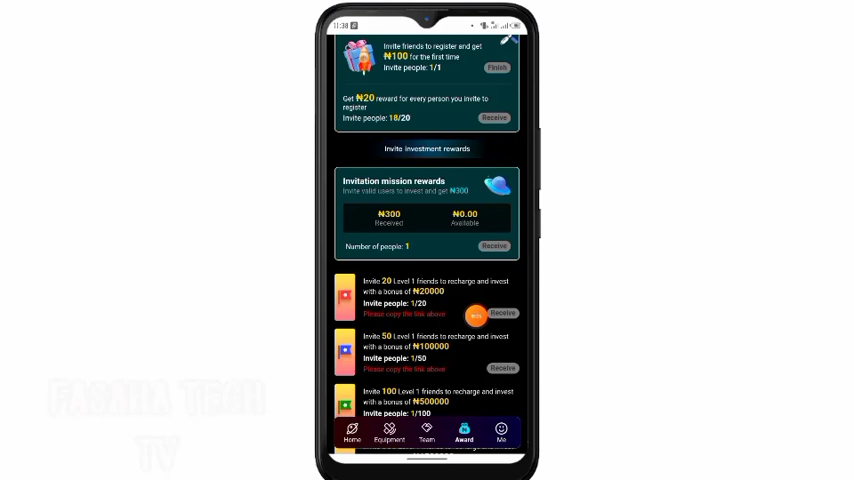 11:38
Invite friends to register and get
₦100 for the first time
Invite people: 1/1
Finish
Get ₦20 reward for every person you invite to
register
Invite people: 18/20
Receive
Invite investment rewards
Invitation mission rewards
Invite valid users to invest and get ₦300
₦300
Received
₦0.00
Available
Number of people: 1
Receive
Invite 20 Level 1 friends to recharge and invest
with a bonus of ₦20000
Invite people: 1/20
Please copy the link above
Receive
Invite 50 Level 1 friends to recharge and invest
with a bonus of ₦100000
Invite people: 1/50
Please copy the link above
Receive
Invite 100 Level 1 friends to recharge and invest
with a bonus of ₦500000
Invite people: 1/100
Home
Equipment
Team
Award
Me
TECH
TV